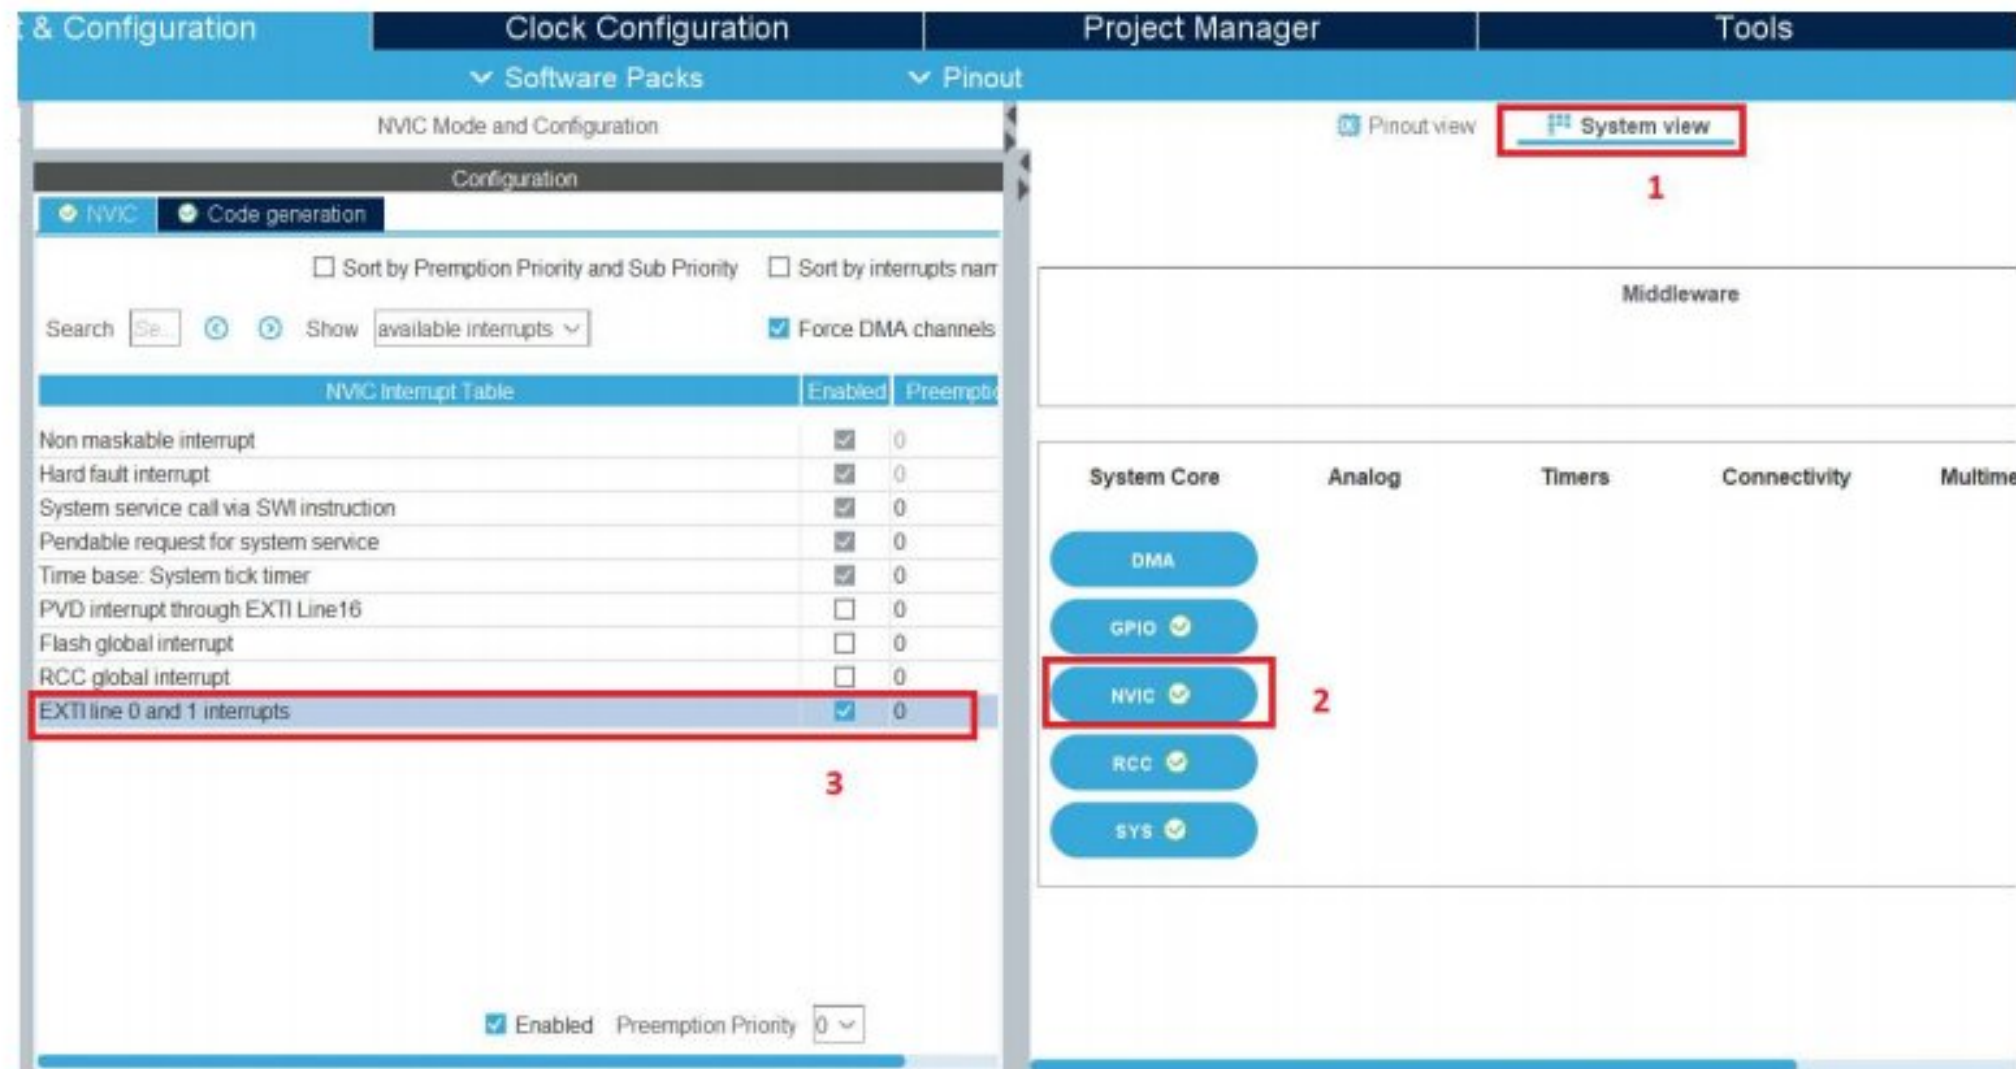 & Configuration
Clock Configuration
Project Manager
Tools
Software Packs
Pinout
NVIC Mode and Configuration
Configuration
NVIC
Code generation
Sort by Premption Priority and Sub Priority
Sort by interrupts nam
Search
Se...
Show
available interrupts
Force DMA channels
NVIC Interrupt Table
Enabled
Preemptio
Non maskable interrupt
0
Hard fault interrupt
0
System service call via SWI instruction
0
Pendable request for system service
0
Time base: System tick timer
0
PVD interrupt through EXTI Line16
0
Flash global interrupt
0
RCC global interrupt
0
EXTI line 0 and 1 interrupts
0
3
Enabled
Preemption Priority
0
Pinout view
System view
1
Middleware
System Core
Analog
Timers
Connectivity
Multime
DMA
GPIO
NVIC
2
RCC
SYS